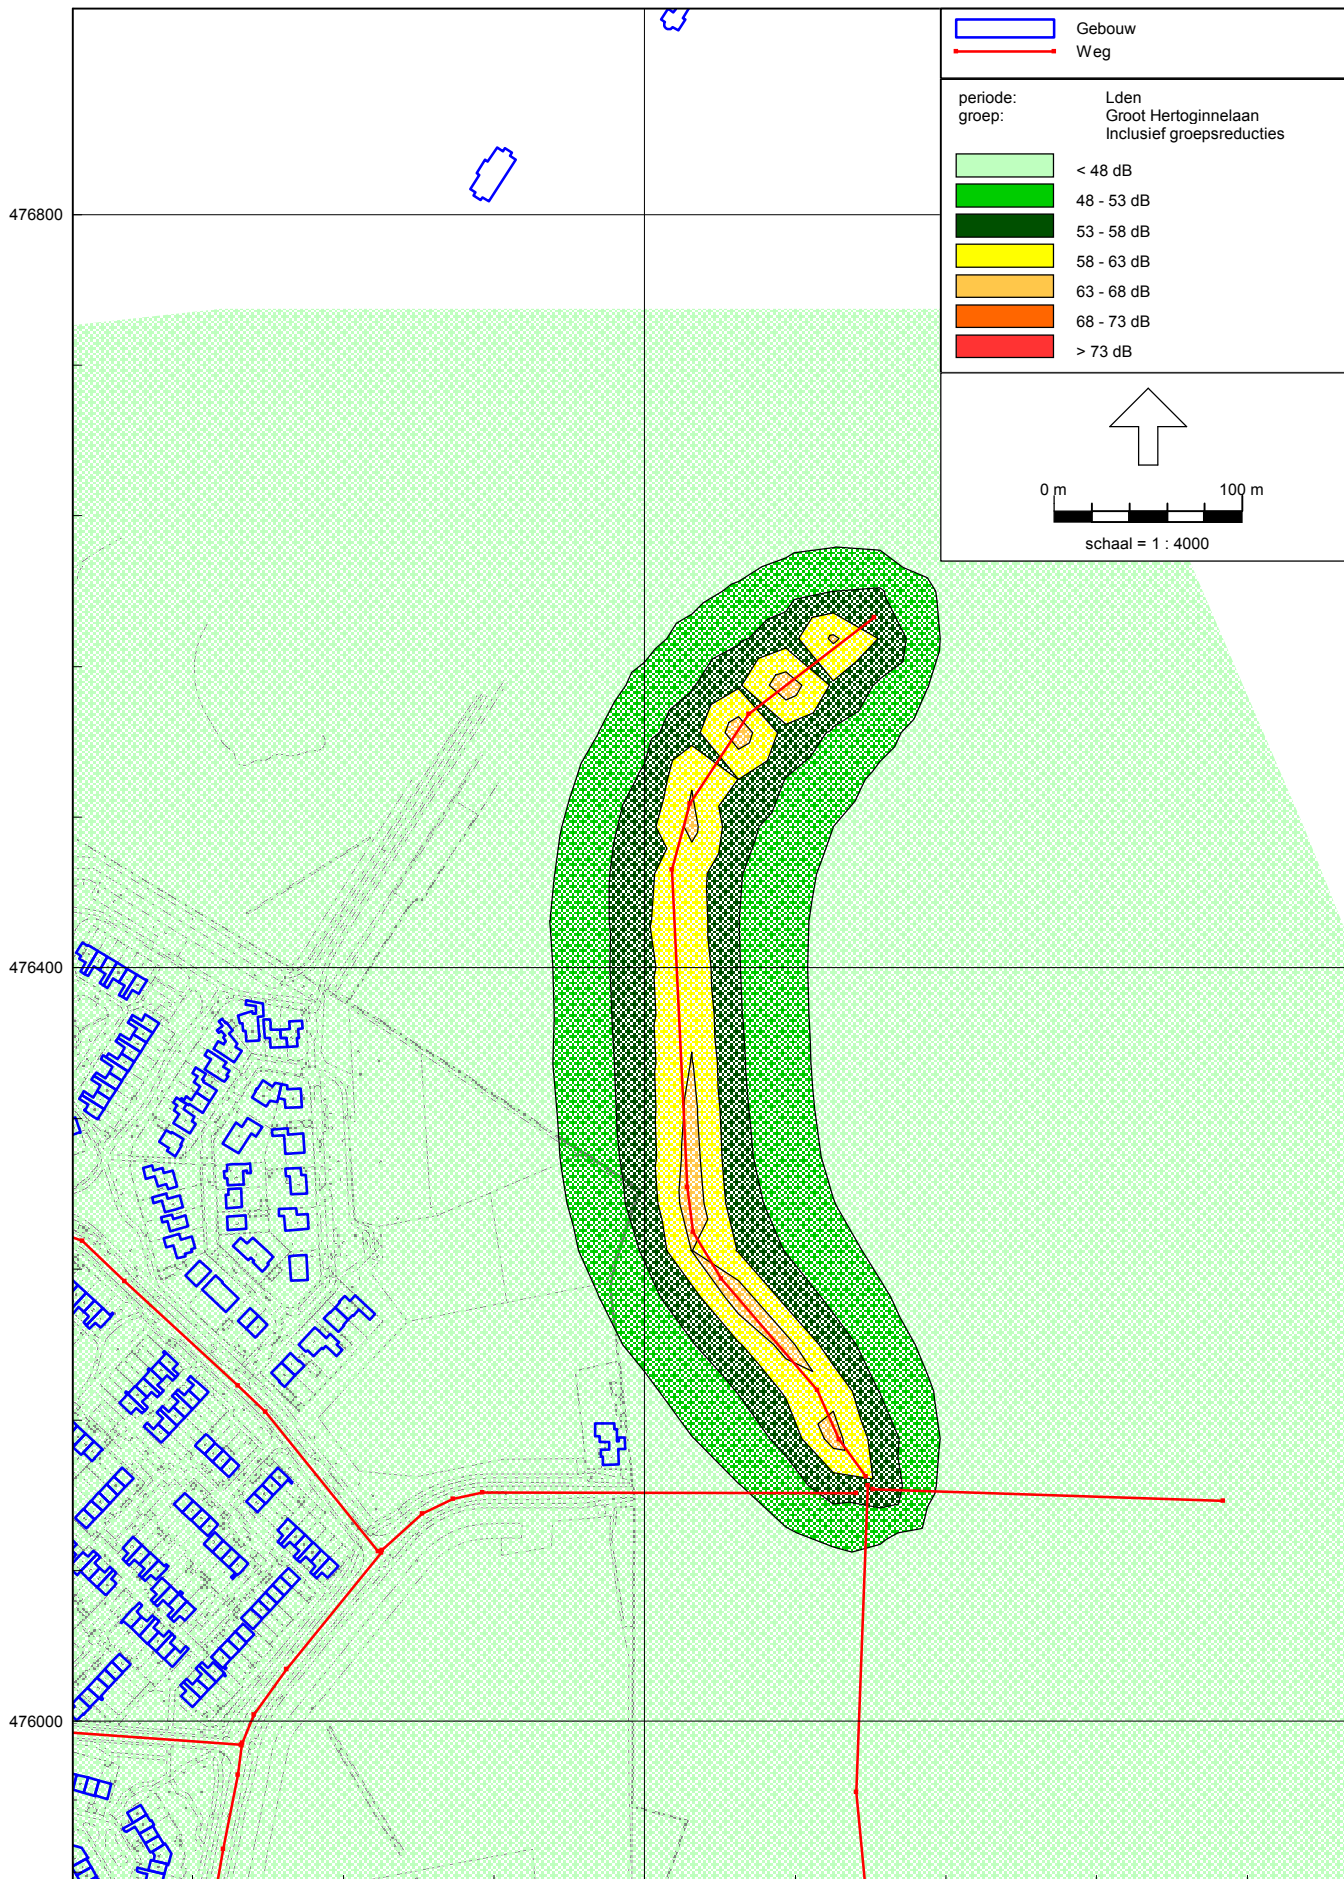 Gebouw
Weg
periode: Lden
groep: Groot Hertoginnelaan
Inclusief groepsreducties
< 48 dB
48 - 53 dB
53 - 58 dB
58 - 63 dB
63 - 68 dB
68 - 73 dB
> 73 dB
0 m 100 m
schaal = 1 : 4000
476800
476400
476000